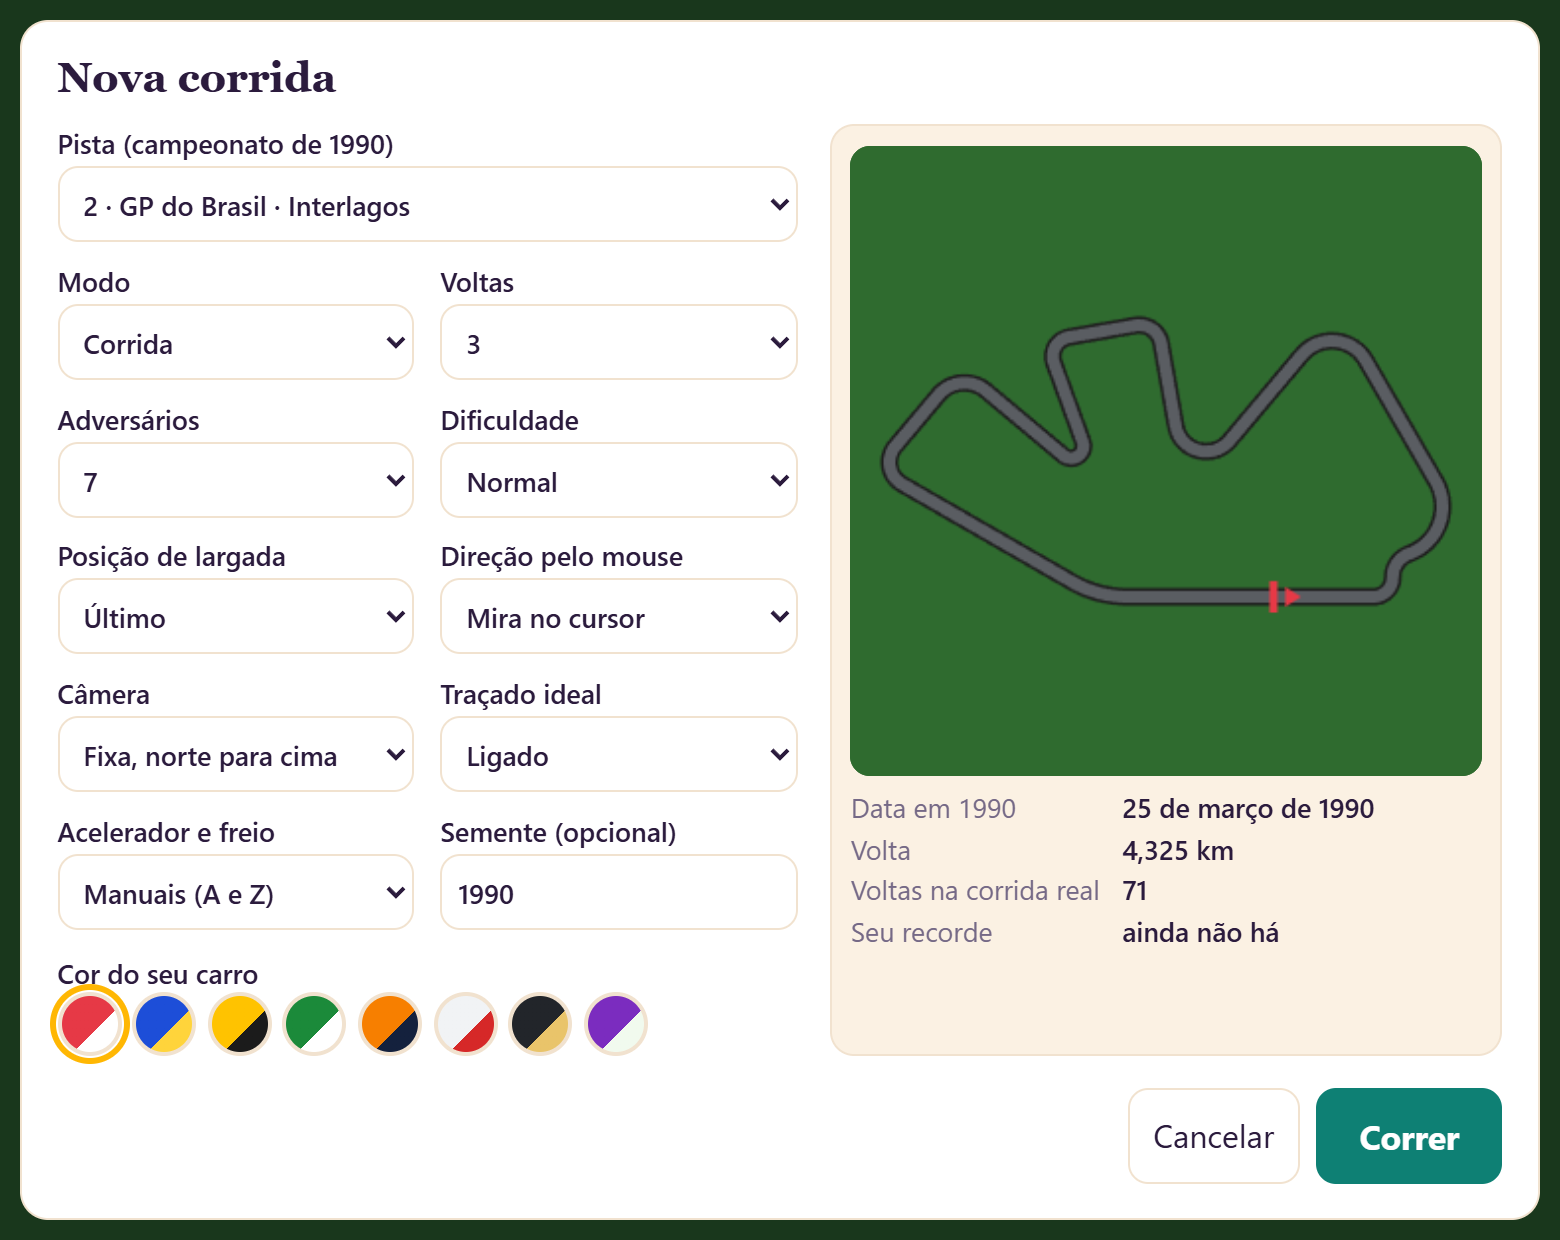 Nova corrida
Pista (campeonato de 1990)
2 · GP do Brasil · Interlagos
Modo
Voltas
Corrida
3
Adversários
Dificuldade
7
Normal
Posição de largada
Direção pelo mouse
Último
Mira no cursor
Câmera
Traçado ideal
Fixa, norte para cima
Ligado
Acelerador e freio
Semente (opcional)
Manuais (A e Z)
1990
Cor do seu carro
Data em 1990 25 de março de 1990
Volta 4,325 km
Voltas na corrida real 71
Seu recorde ainda não há
Cancelar
Correr